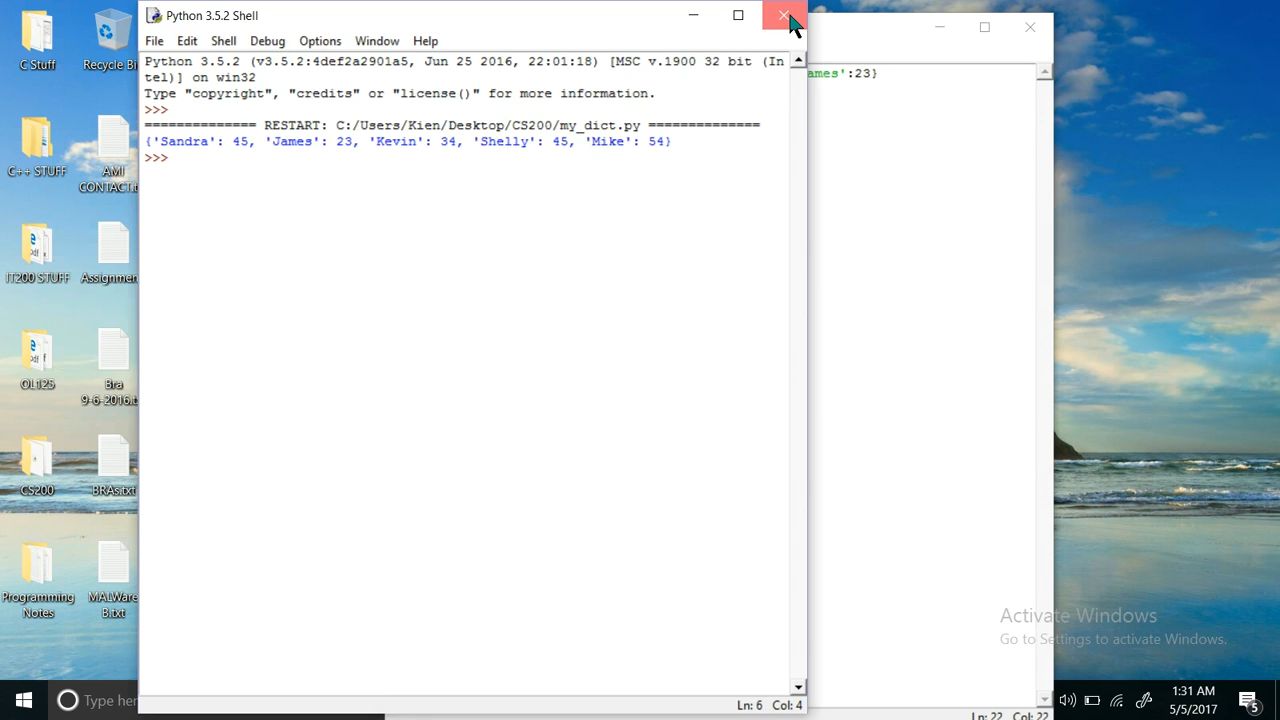 Python 3.5.2 Shell
File Edit Shell Debug Options Window Help
Python 3.5.2 (v3.5.2:4def2a2901a5, Jun 25 2016, 22:01:18) [MSC v.1900 32 bit (In
tel)] on win32
Type "copyright", "credits" or "license()" for more information.
>>>
============== RESTART: C:/Users/Kien/Desktop/CS200/my_dict.py ==============
{'Sandra': 45, 'James': 23, 'Kevin': 34, 'Shelly': 45, 'Mike': 54}
>>>
Ln: 6 Col: 4
ames':23}
Ln: 22 Col: 22
C Stuff
Recycle Bi
C++ STUFF
AMI
CONTACT.t
IT200 STUFF
Assignmen
OL125
Bra
9-6-2016.t
CS200
BRAs.txt
Programming
Notes
MALWare
B.txt
Activate Windows
Go to Settings to activate Windows.
Type her
1:31 AM
5/5/2017
5